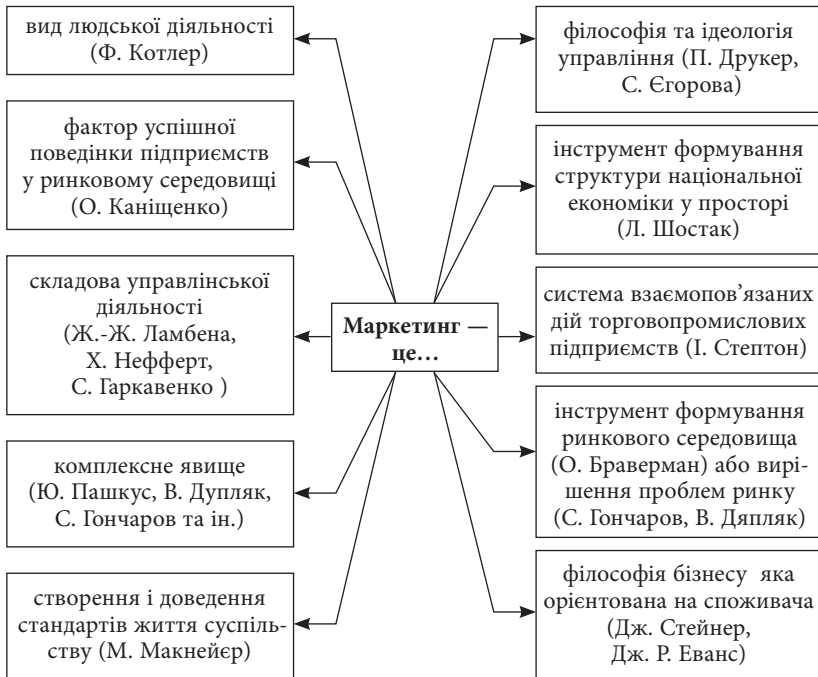 вид людської діяльності
(Ф. Котлер)
фактор успішної
поведінки підприємств
у ринковому середовищі
(О. Каніщенко)
складова управлінської
діяльності
(Ж.-Ж. Ламбена,
Х. Нефферт,
С. Гаркавенко )
комплексне явище
(Ю. Пашкус, В. Дупляк,
С. Гончаров та ін.)
створення і доведення
стандартів життя суспіль-
ству (М. Макнейєр)
Маркетинг —
це…
філософія та ідеологія
управління (П. Друкер,
С. Єгорова)
інструмент формування
структури національної
економіки у просторі
(Л. Шостак)
система взаємопов’язаних
дій торговопромислових
підприємств (І. Стептон)
інструмент формування
ринкового середовища
(О. Браверман) або вирі-
шення проблем ринку
(С. Гончаров, В. Дяпляк)
філософія бізнесу  яка
орієнтована на споживача
(Дж. Стейнер,
Дж. Р. Еванс)